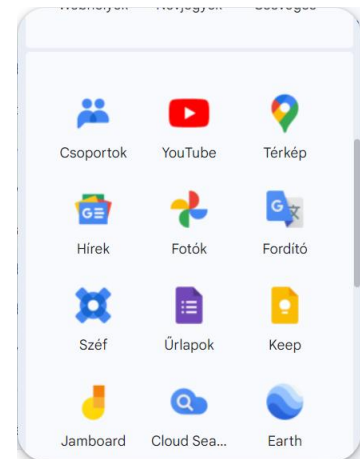 Csoportok YouTube Térkép
Hírek Fotók Fordító
Széf Űrlapok Keep
Jamboard Cloud Sea... Earth